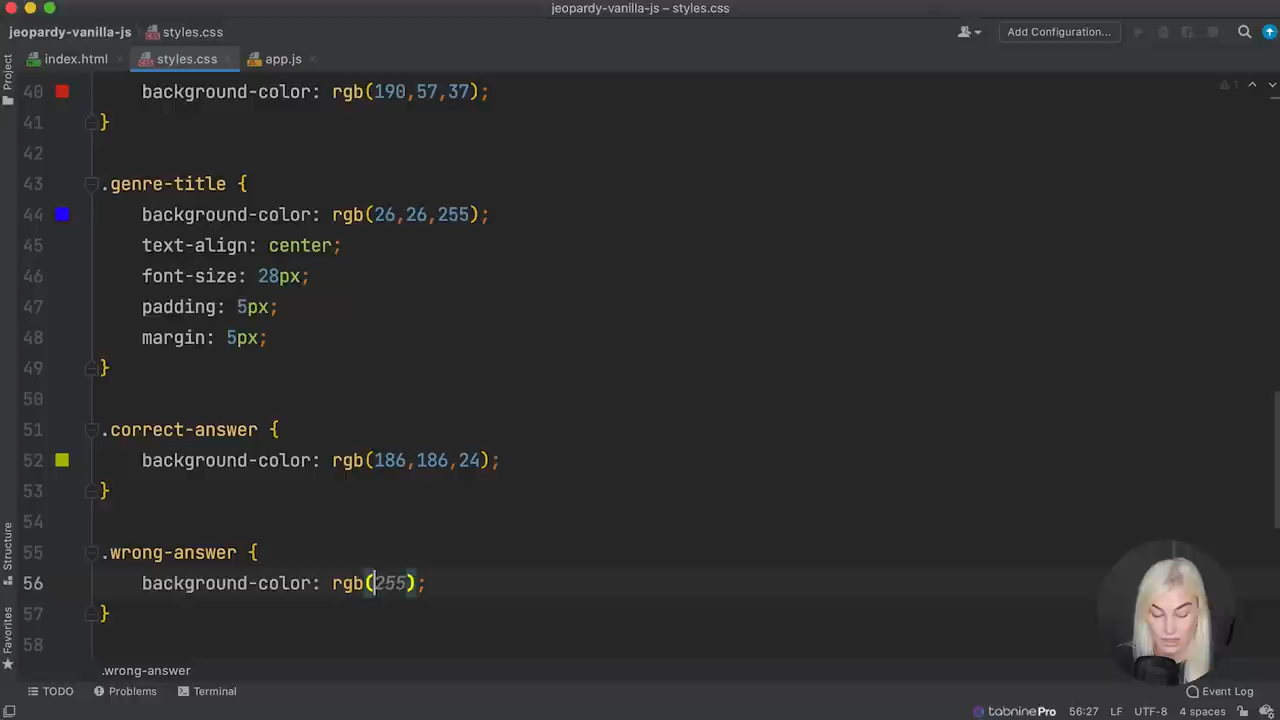 jeopardy-vanilla-js – styles.css
jeopardy-vanilla-js styles.css Add Configuration...
index.html styles.css app.js
Project
40 background-color: rgb(190,57,37);
41 }
42
43 .genre-title {
44 background-color: rgb(26,26,255);
45 text-align: center;
46 font-size: 28px;
47 padding: 5px;
48 margin: 5px;
49 }
50
51 .correct-answer {
52 background-color: rgb(186,186,24);
53 }
54
55 .wrong-answer {
56 background-color: rgb(255);
57 }
58
Structure
Favorites
.wrong-answer
TODO Problems Terminal Event Log
tabnine Pro 56:27 LF UTF-8 4 spaces